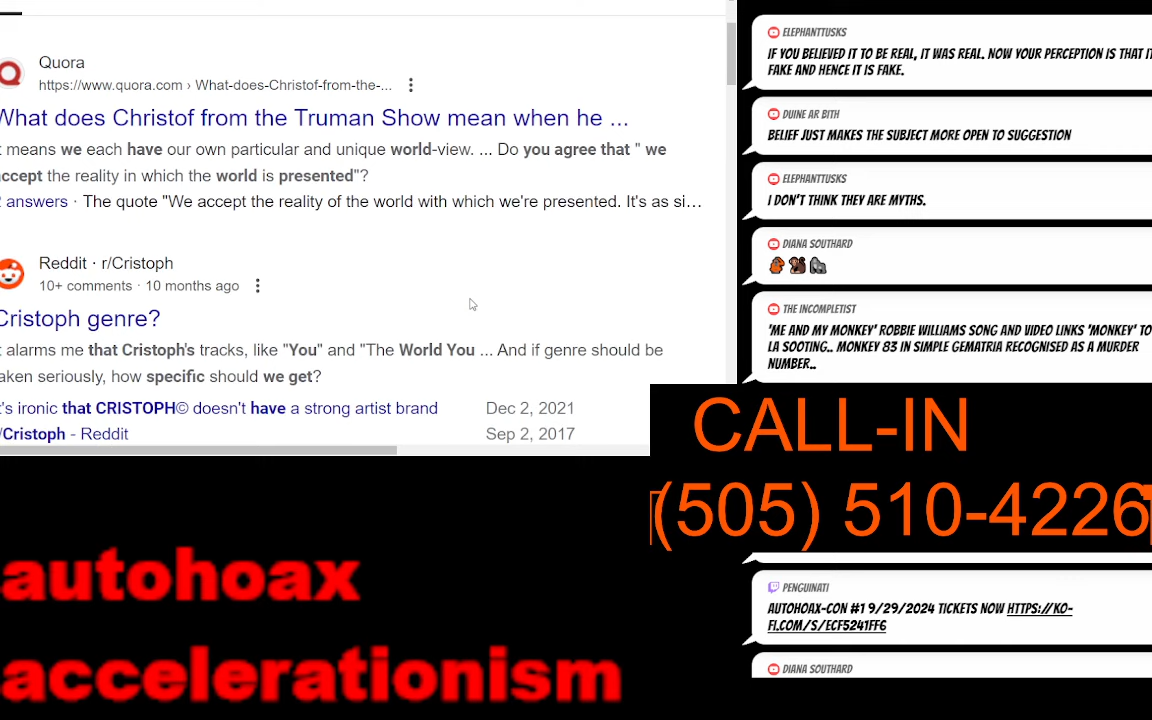 Quora
https://www.quora.com › What-does-Christof-from-the-...
What does Christof from the Truman Show mean when he ...
t means we each have our own particular and unique world-view. ... Do you agree that " we
ccept the reality in which the world is presented"?
2 answers · The quote "We accept the reality of the world with which we're presented. It's as si...
Reddit · r/Cristoph
10+ comments · 10 months ago
Cristoph genre?
t alarms me that Cristoph's tracks, like "You" and "The World You ... And if genre should be
aken seriously, how specific should we get?
t's ironic that CRISTOPH© doesn't have a strong artist brand
Dec 2, 2021
/Cristoph - Reddit
Sep 2, 2017
autohoax
accelerationism
ELEPHANTTUSKS
IF YOU BELIEVED IT TO BE REAL, IT WAS REAL. NOW YOUR PERCEPTION IS THAT IT
FAKE AND HENCE IT IS FAKE.
DUINE AR BITH
BELIEF JUST MAKES THE SUBJECT MORE OPEN TO SUGGESTION
ELEPHANTTUSKS
I DON'T THINK THEY ARE MYTHS.
DIANA SOUTHARD
THE INCOMPLETIST
'ME AND MY MONKEY' ROBBIE WILLIAMS SONG AND VIDEO LINKS 'MONKEY' TO
LA SOOTING.. MONKEY 83 IN SIMPLE GEMATRIA RECOGNISED AS A MURDER
NUMBER..
CALL-IN
(505) 510-4226
PENGUINATI
AUTOHOAX-CON #1 9/29/2024 TICKETS NOW HTTPS://KO-
FI.COM/S/ECF5241FF6
DIANA SOUTHARD